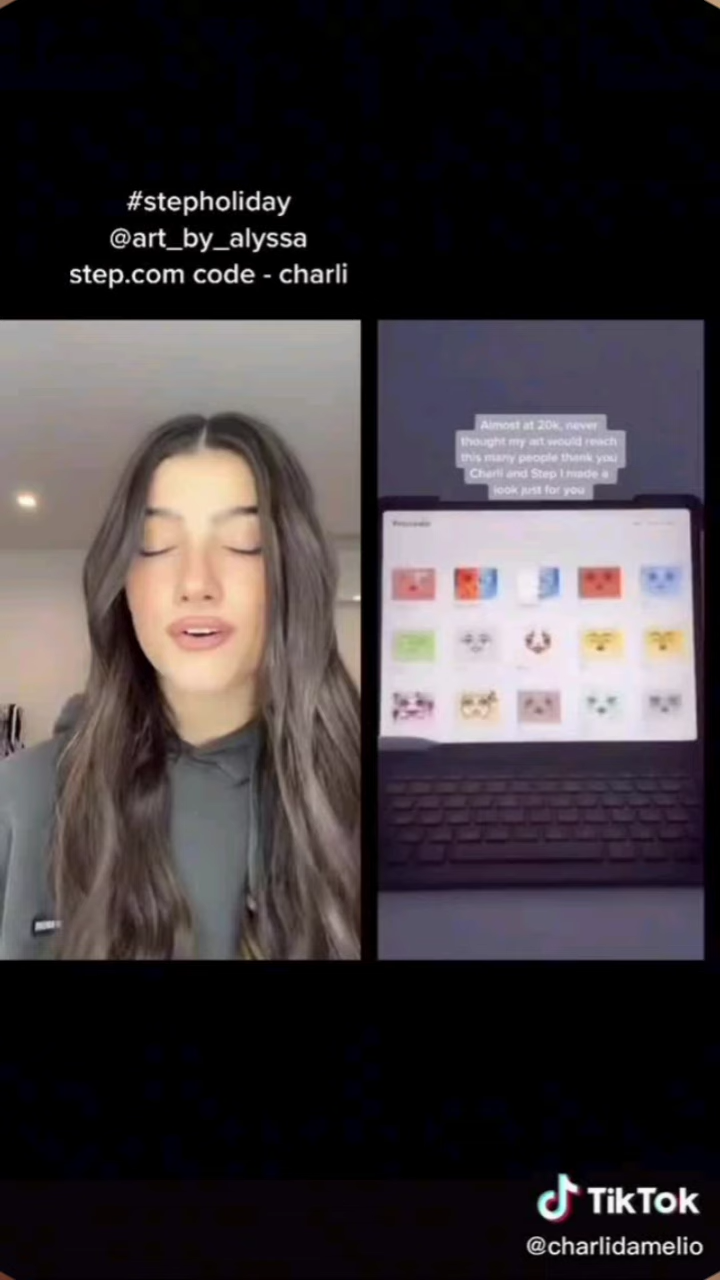 #stepholiday
@art_by_alyssa
step.com code - charli
Almost at 20k, never
thought my art would reach
this many people thank you
Charli and Step I made a
look just for you
TikTok
@charlidamelio